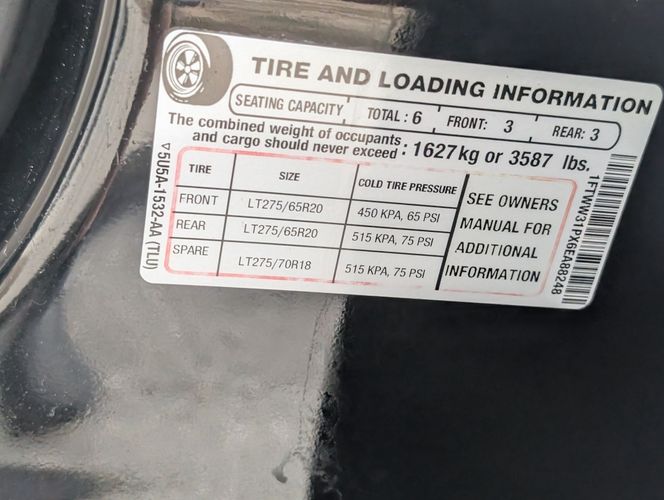 TIRE AND LOADING INFORMATION
SEATING CAPACITY TOTAL : 6 FRONT: 3 REAR: 3
The combined weight of occupants
and cargo should never exceed : 1627kg or 3587 lbs.
TIRE SIZE COLD TIRE PRESSURE
FRONT LT275/65R20 450 KPA, 65 PSI
REAR LT275/65R20 515 KPA, 75 PSI
SPARE LT275/70R18 515 KPA, 75 PSI
SEE OWNERS
MANUAL FOR
ADDITIONAL
INFORMATION
▽5U5A-1532-AA (TLU)
1F1WW31PX6EA88248